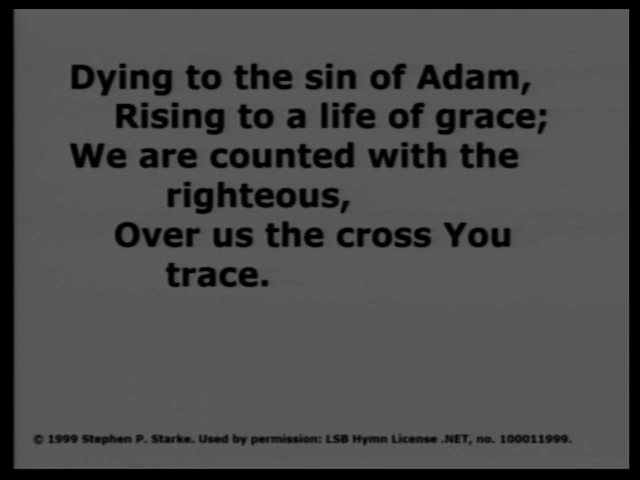 Dying to the sin of Adam,
Rising to a life of grace;
We are counted with the
righteous,
Over us the cross You
trace.
© 1999 Stephen P. Starke. Used by permission: LSB Hymn License .NET, no. 100011999.